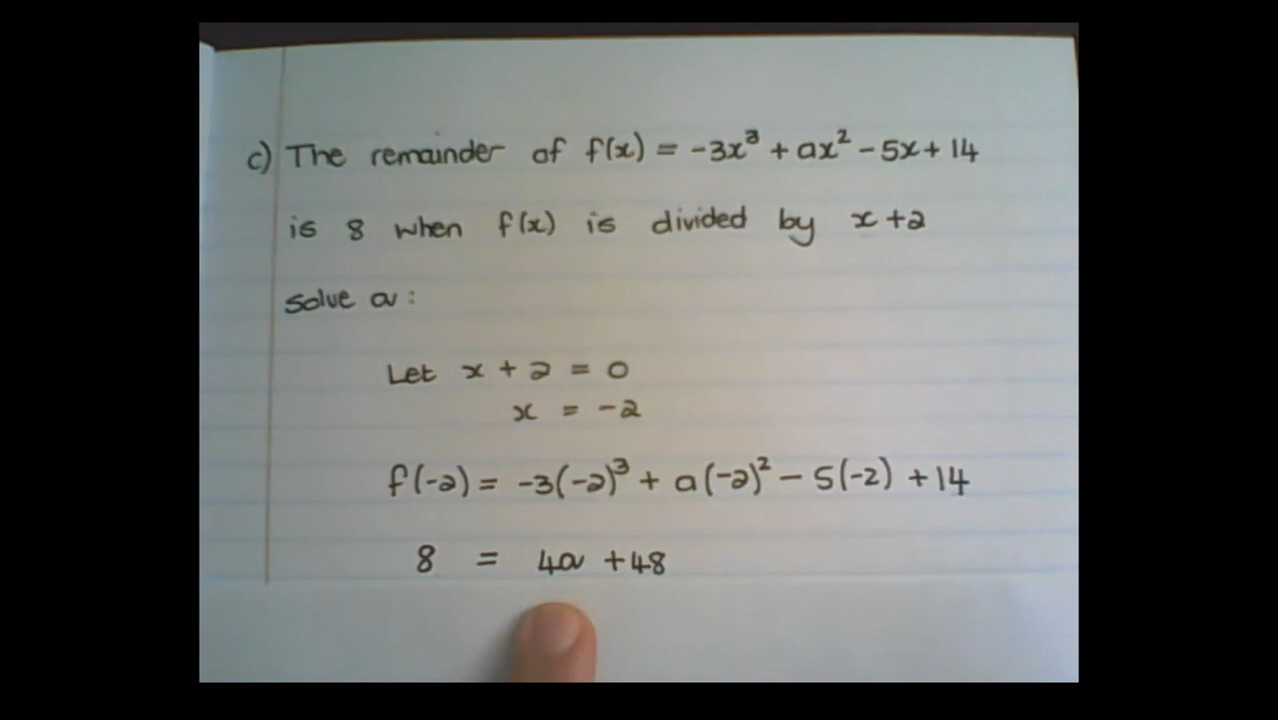 c) The remainder of f(x) = -3x³ + ax² - 5x + 14
is 8 when f(x) is divided by x + 2
solve a :
Let x + 2 = 0
x = -2
f(-2) = -3(-2)³ + a(-2)² - 5(-2) + 14
8 = 4a + 48